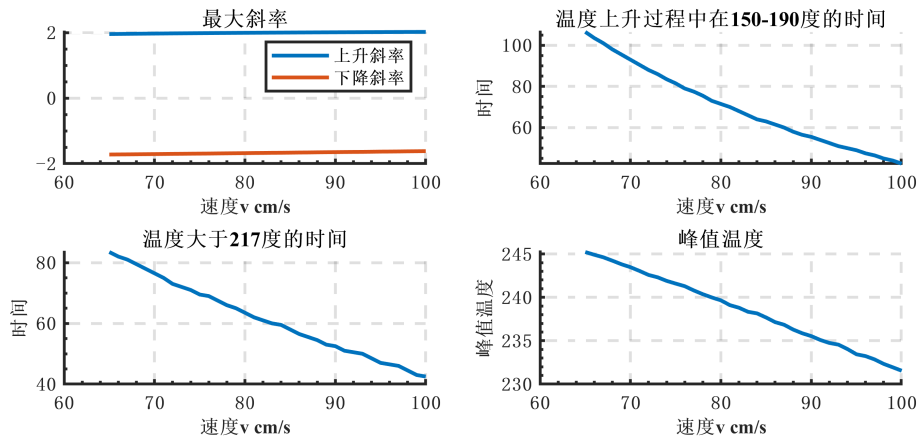 最大斜率
2
0
−2
60 70 80 90 100
速度v cm/s
上升斜率
下降斜率
温度上升过程中在150-190度的时间
时间
100
80
60
60 70 80 90 100
速度v cm/s
温度大于217度的时间
时间
80
60
40
60 70 80 90 100
速度v cm/s
峰值温度
峰值温度
245
240
235
230
60 70 80 90 100
速度v cm/s